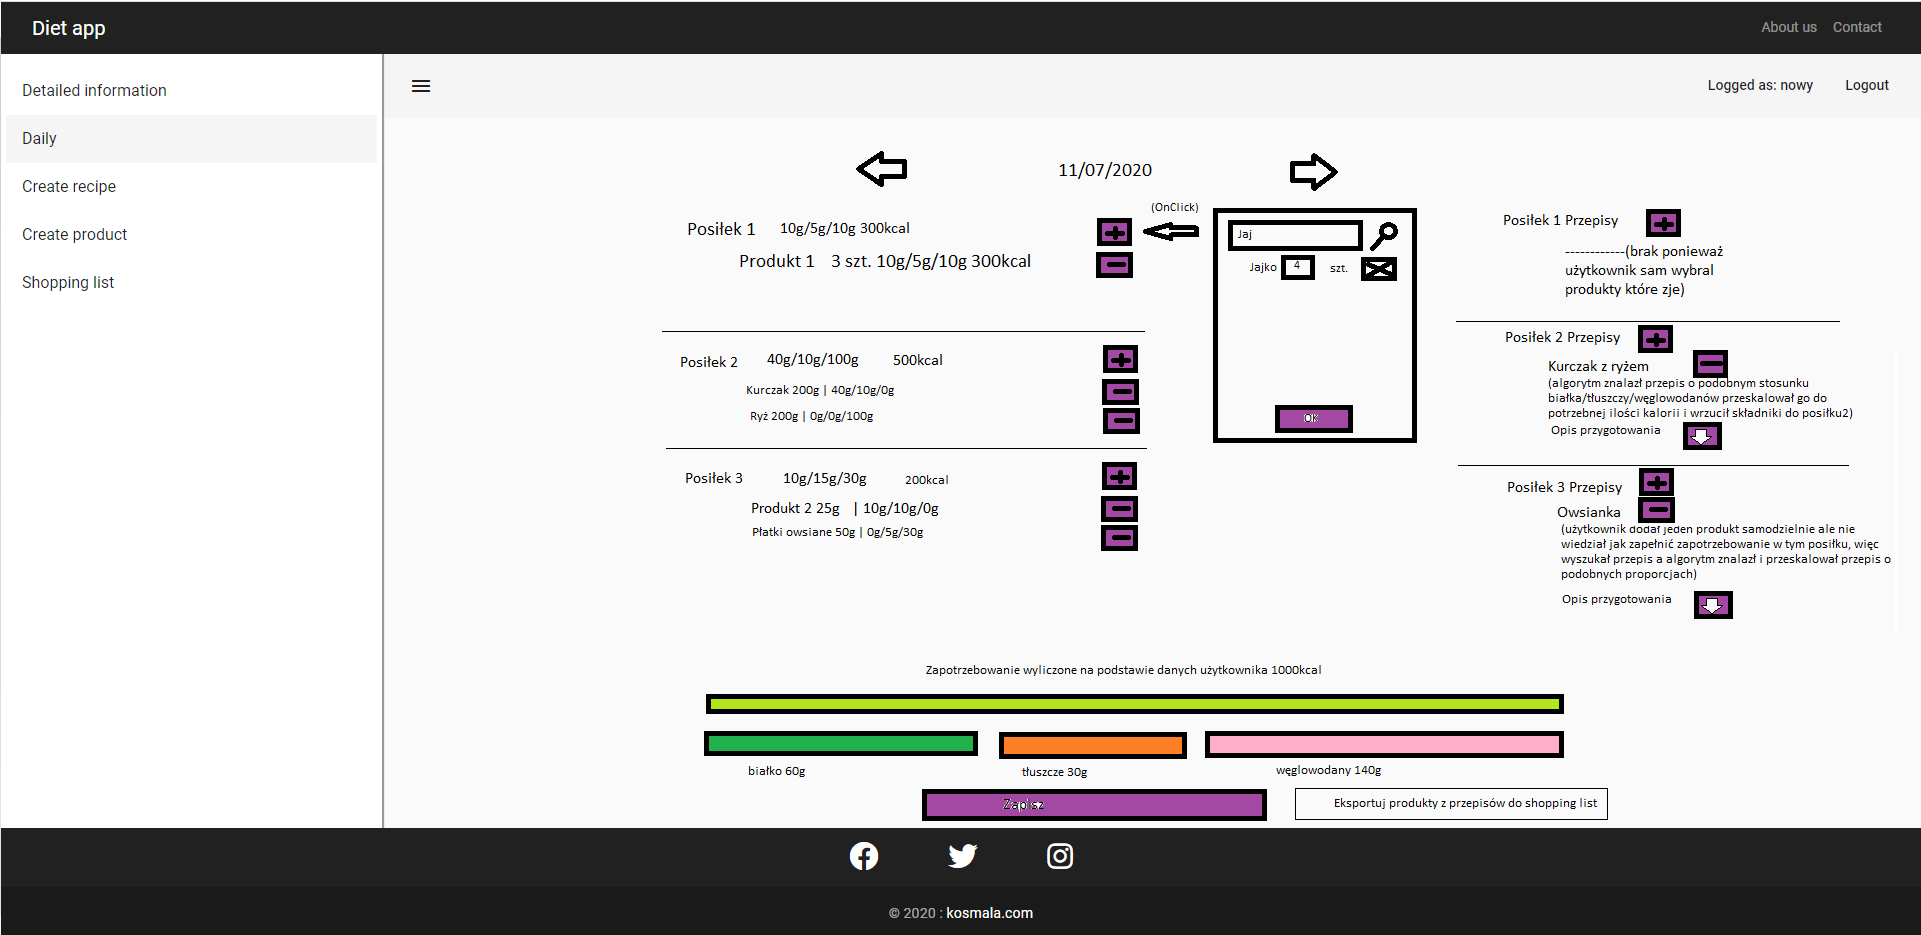 Diet app
About us
Contact
Detailed information
Daily
Create recipe
Create product
Shopping list
Logged as: nowy
Logout
11/07/2020
(OnClick)
Posiłek 1 10g/5g/10g 300kcal
Produkt 1 3 szt. 10g/5g/10g 300kcal
Posiłek 2 40g/10g/100g 500kcal
Kurczak 200g | 40g/10g/0g
Ryż 200g | 0g/0g/100g
Posiłek 3 10g/15g/30g 200kcal
Produkt 2 25g | 10g/10g/0g
Płatki owsiane 50g | 0g/5g/30g
Jaj
Jajko 4 szt.
OK
Posiłek 1 Przepisy
------------(brak ponieważ
użytkownik sam wybral
produkty które zje)
Posiłek 2 Przepisy
Kurczak z ryżem
(algorytm znalazł przepis o podobnym stosunku
białka/tłuszczy/węglowodanów przeskalował go do
potrzebnej ilości kalorii i wrzucił składniki do posiłku2)
Opis przygotowania
Posiłek 3 Przepisy
Owsianka
(użytkownik dodał jeden produkt samodzielnie ale nie
wiedział jak zapełnić zapotrzebowanie w tym posiłku, więc
wyszukał przepis a algorytm znalazł i przeskalował przepis o
podobnych proporcjach)
Opis przygotowania
Zapotrzebowanie wyliczone na podstawie danych użytkownika 1000kcal
białko 60g
tłuszcze 30g
węglowodany 140g
Zapisz
Eksportuj produkty z przepisów do shopping list
© 2020 : kosmala.com